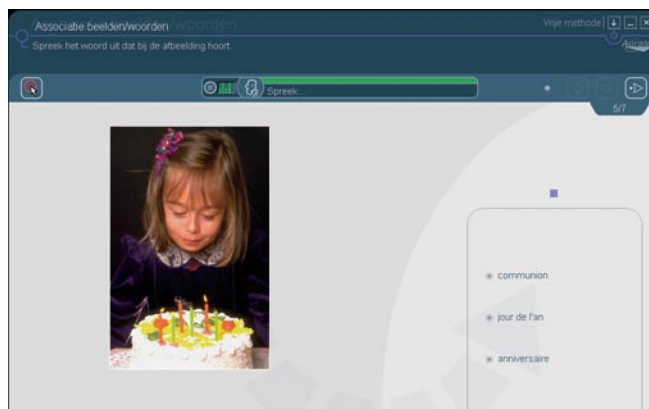 Associatie beelden/woorden
Vrije methode
Spreek het woord uit dat bij de afbeelding hoort.
Spreek...
5/7
communion
jour de l'an
anniversaire